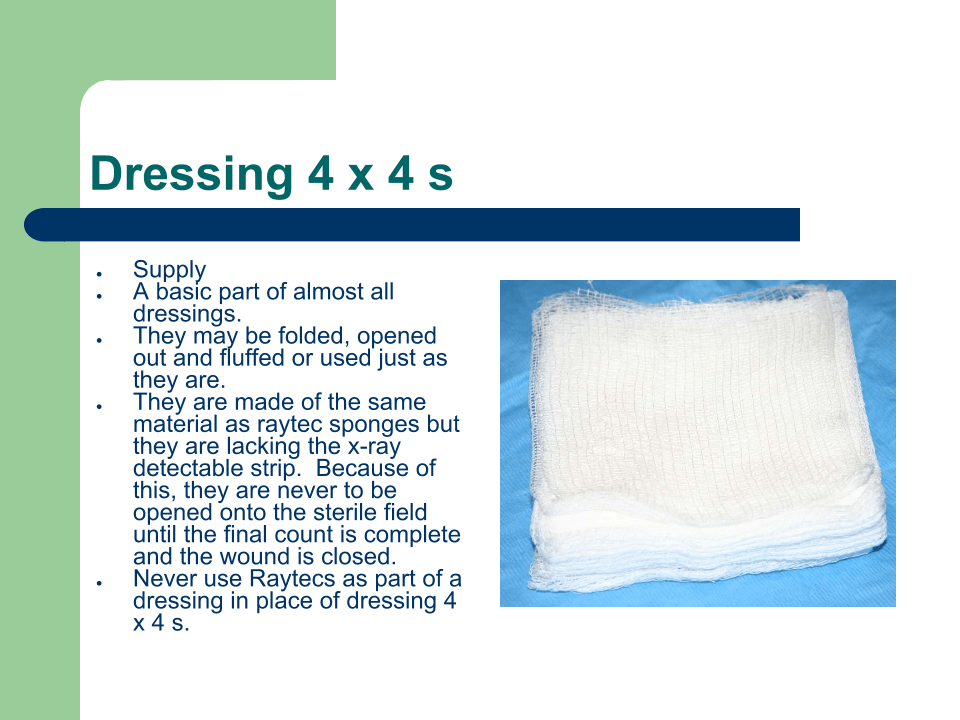 Dressing 4 x 4 s
● Supply
● A basic part of almost all
dressings.
● They may be folded, opened
out and fluffed or used just as
they are.
● They are made of the same
material as raytec sponges but
they are lacking the x-ray
detectable strip.  Because of
this, they are never to be
opened onto the sterile field
until the final count is complete
and the wound is closed.
● Never use Raytecs as part of a
dressing in place of dressing 4
x 4 s.